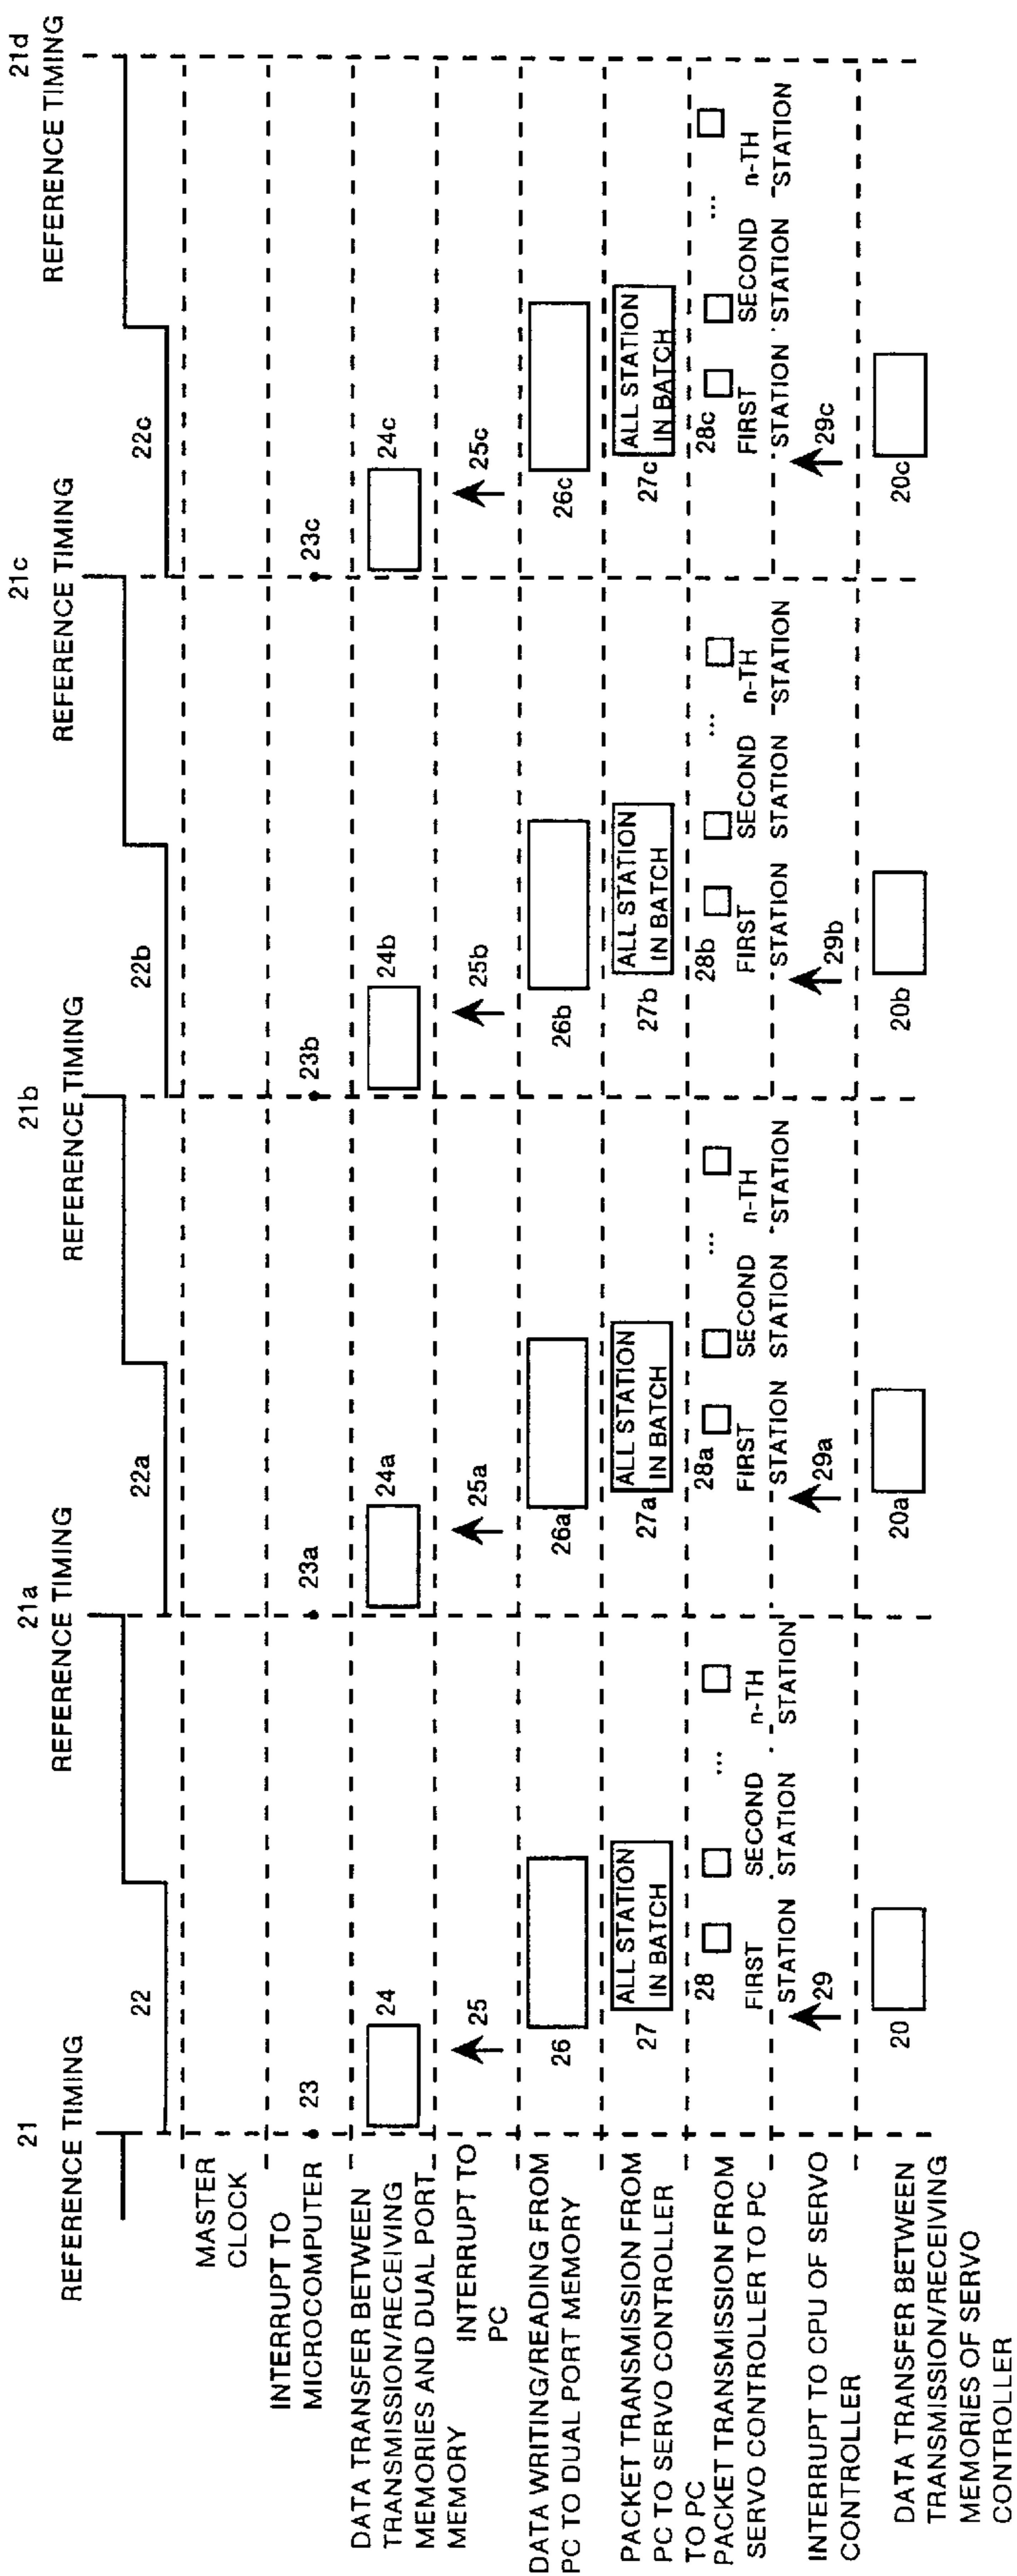 21
REFERENCE TIMING
21a
REFERENCE TIMING
21b
REFERENCE TIMING
21c
REFERENCE TIMING
21d
REFERENCE TIMING
MASTER
CLOCK
22
22a
22b
22c
INTERRUPT TO
MICROCOMPUTER
23
23a
23b
23c
DATA TRANSFER BETWEEN
TRANSMISSION/RECEIVING
MEMORIES AND DUAL PORT
MEMORY
24
24a
24b
24c
INTERRUPT TO
PC
25
25a
25b
25c
DATA WRITING/READING FROM
PC TO DUAL PORT MEMORY
26
26a
26b
26c
PACKET TRANSMISSION FROM
PC TO SERVO CONTROLLER
TO PC
27
ALL STATION
IN BATCH
27a
ALL STATION
IN BATCH
27b
ALL STATION
IN BATCH
27c
ALL STATION
IN BATCH
PACKET TRANSMISSION FROM
SERVO CONTROLLER TO PC
28
FIRST
STATION
SECOND
STATION
...
n-TH
STATION
28a
FIRST
STATION
SECOND
STATION
...
n-TH
STATION
28b
FIRST
STATION
SECOND
STATION
...
n-TH
STATION
28c
FIRST
STATION
SECOND
STATION
...
n-TH
STATION
INTERRUPT TO CPU OF SERVO
CONTROLLER
29
29a
29b
29c
DATA TRANSFER BETWEEN
TRANSMISSION/RECEIVING
MEMORIES OF SERVO
CONTROLLER
20
20a
20b
20c